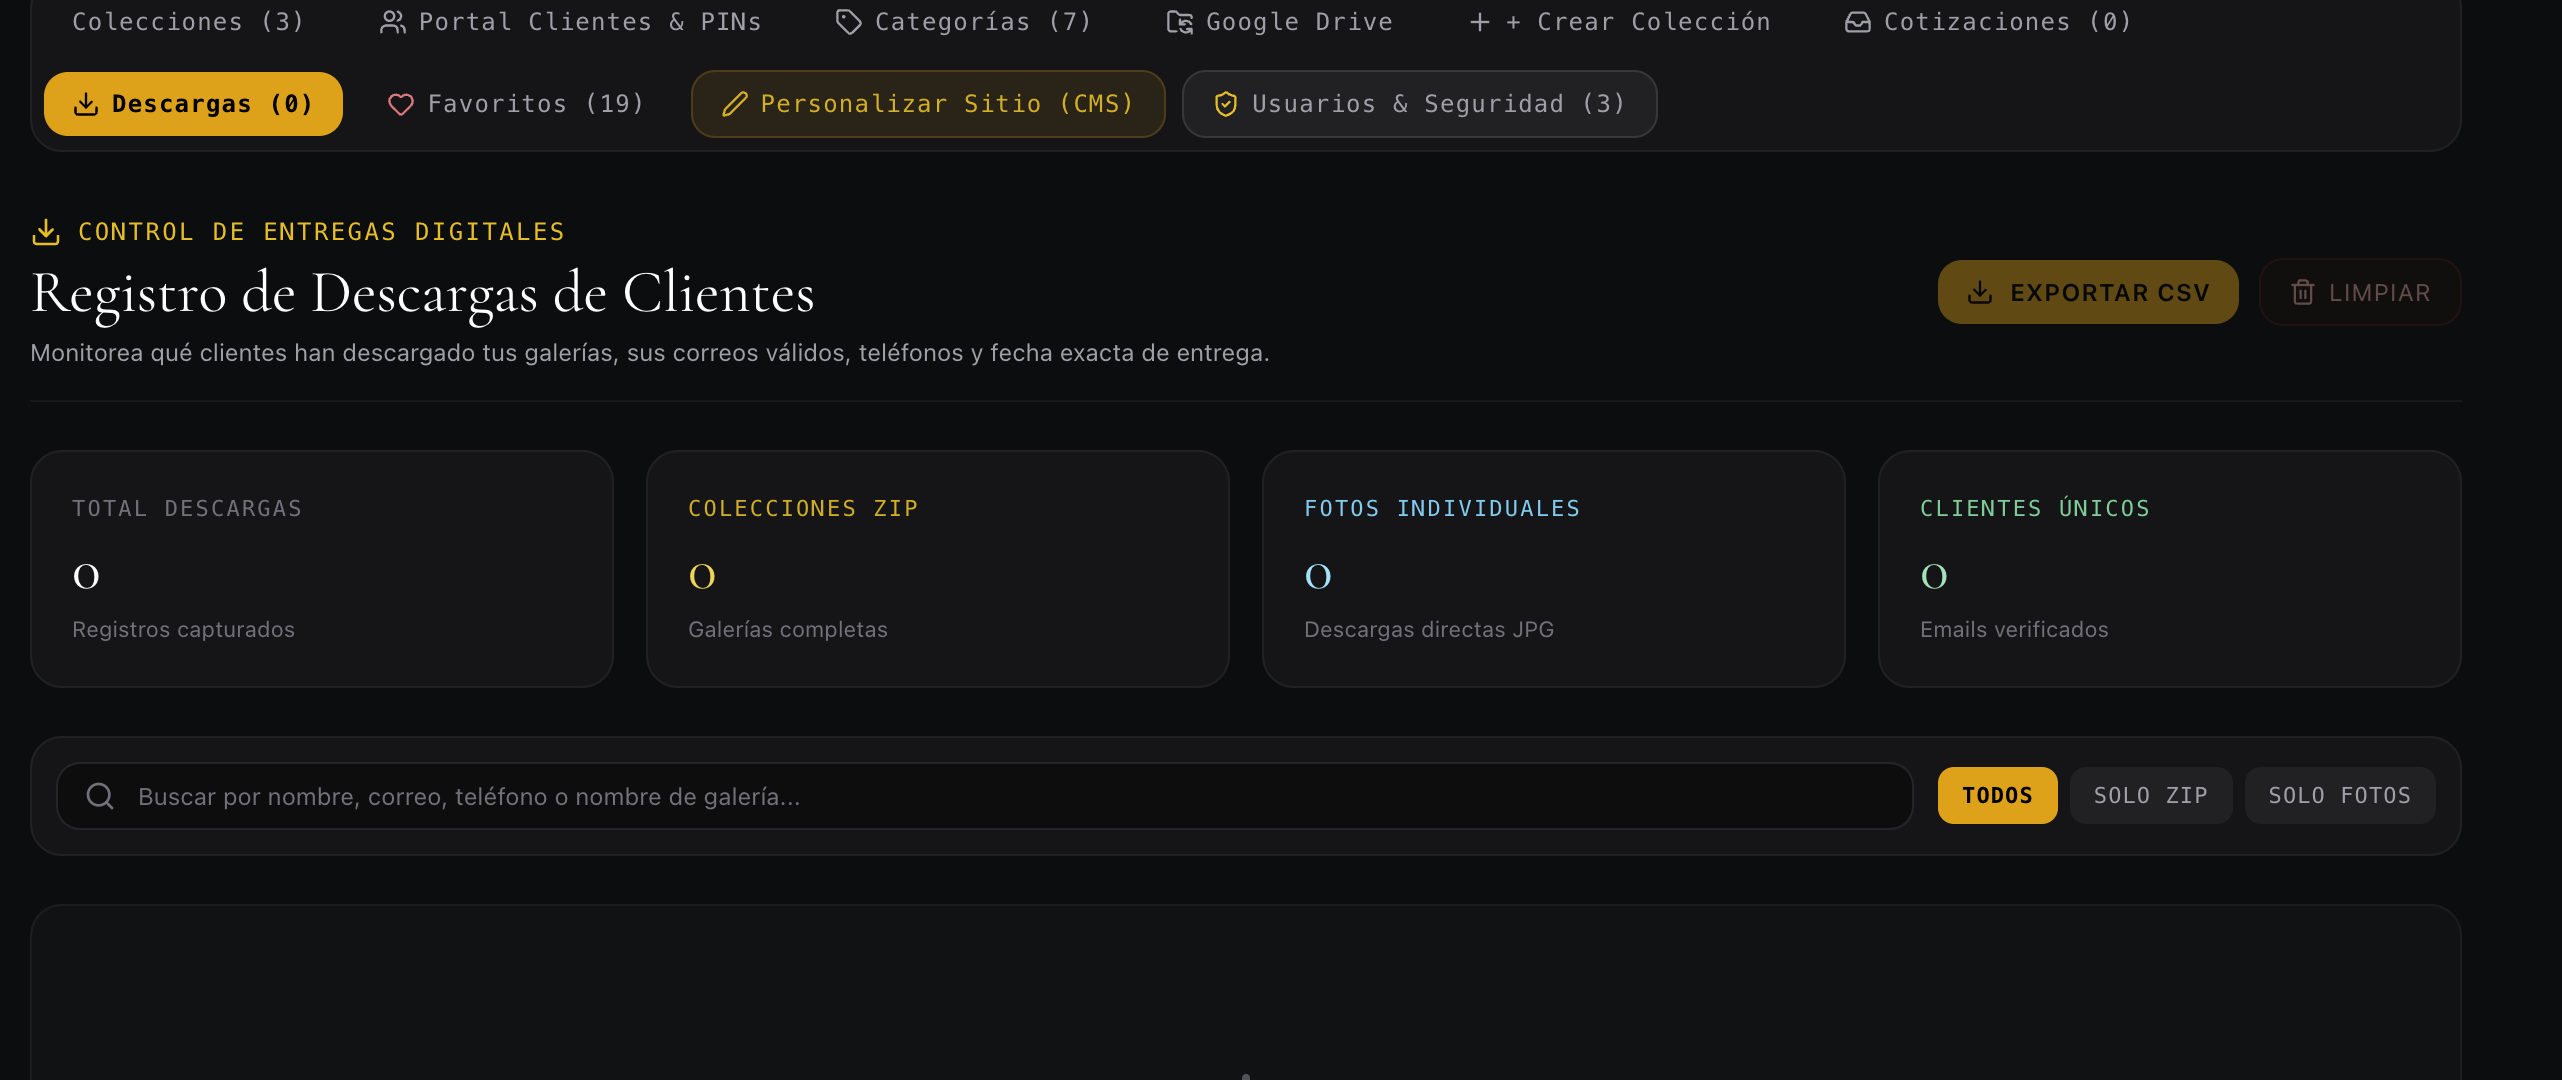 Colecciones (3) Portal Clientes & PINs Categorías (7) Google Drive + Crear Colección Cotizaciones (0)
Descargas (0) Favoritos (19) Personalizar Sitio (CMS) Usuarios & Seguridad (3)
CONTROL DE ENTREGAS DIGITALES
Registro de Descargas de Clientes
EXPORTAR CSV LIMPIAR
Monitorea qué clientes han descargado tus galerías, sus correos válidos, teléfonos y fecha exacta de entrega.
TOTAL DESCARGAS COLECCIONES ZIP FOTOS INDIVIDUALES CLIENTES ÚNICOS
0 0 0 0
Registros capturados Galerías completas Descargas directas JPG Emails verificados
Buscar por nombre, correo, teléfono o nombre de galería... TODOS SOLO ZIP SOLO FOTOS